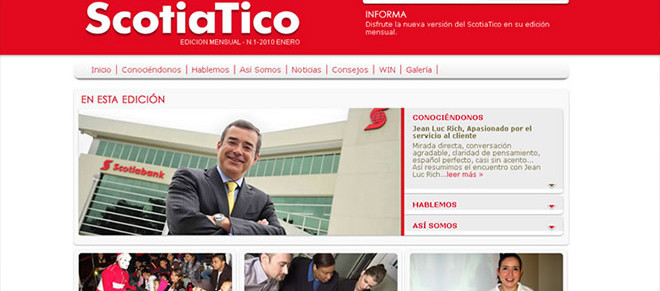 ScotiaTico
EDICION MENSUAL - N.1-2010 ENERO
INFORMA
Disfrute la nueva versión del ScotiaTico en su edición
mensual.
Inicio | Conociéndonos | Hablemos | Asi Somos | Noticias | Consejos | WIN | Galería |
EN ESTA EDICIÓN
Scotiabank
CONOCIÉNDONOS
Jean Luc Rich, Apasionado por el
servicio al cliente
Mirada directa, conversación
agradable, claridad de pensamiento,
español perfecto, casi sin acento...
Así resumimos el encuentro con Jean
Luc Rich...leer más »
HABLEMOS
ASÍ SOMOS